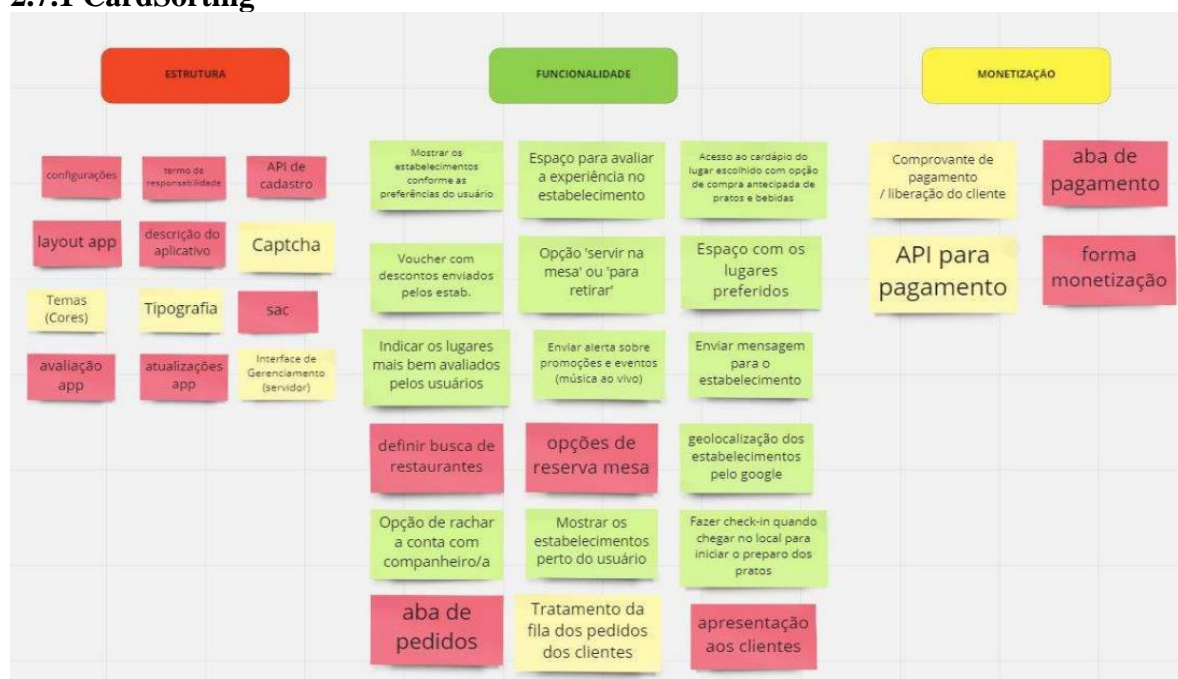 2.7.1 CardSorting
ESTRUTURA
FUNCIONALIDADE
MONETIZAÇÃO
configurações
termo de
responsabilidade
API de
cadastro
layout app
descrição do
aplicativo
Captcha
Temas
(Cores)
Tipografia
sac
avaliação
app
atualizações
app
Interface de
Gerenciamento
(servidor)
Mostrar os
estabelecimentos
conforme as
preferências do usuário
Espaço para avaliar
a experiência no
estabelecimento
Acesso ao cardápio do
lugar escolhido com opção
de compra antecipada de
pratos e bebidas
Voucher com
descontos enviados
pelos estab.
Opção 'servir na
mesa' ou 'para
retirar'
Espaço com os
lugares
preferidos
Indicar os lugares
mais bem avaliados
pelos usuários
Enviar alerta sobre
promoções e eventos
(música ao vivo)
Enviar mensagem
para o
estabelecimento
definir busca de
restaurantes
opções de
reserva mesa
geolocalização dos
estabelecimentos
pelo google
Opção de rachar
a conta com
companheiro/a
Mostrar os
estabelecimentos
perto do usuário
Fazer check-in quando
chegar no local para
iniciar o preparo dos
pratos
aba de
pedidos
Tratamento da
fila dos pedidos
dos clientes
apresentação
aos clientes
Comprovante de
pagamento
/ liberação do cliente
aba de
pagamento
API para
pagamento
forma
monetização